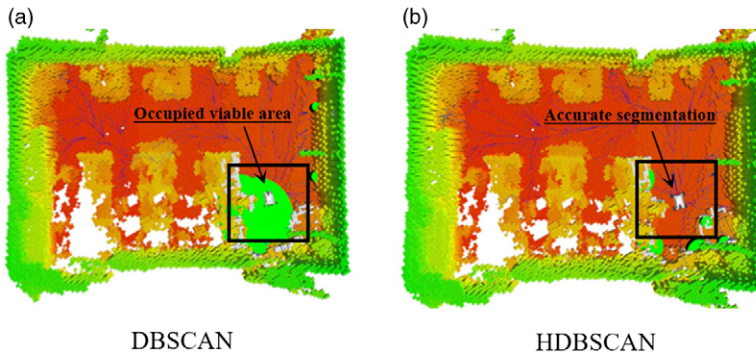 (a)
(b)
Occupied viable area
Accurate segmentation
DBSCAN
HDBSCAN